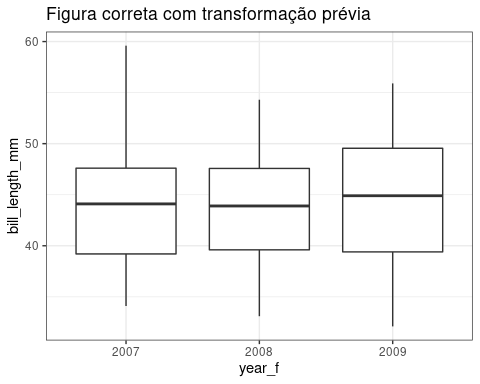 Figura correta com transformação prévia
bill_length_mm
60
50
40
2007 2008 2009
year_f